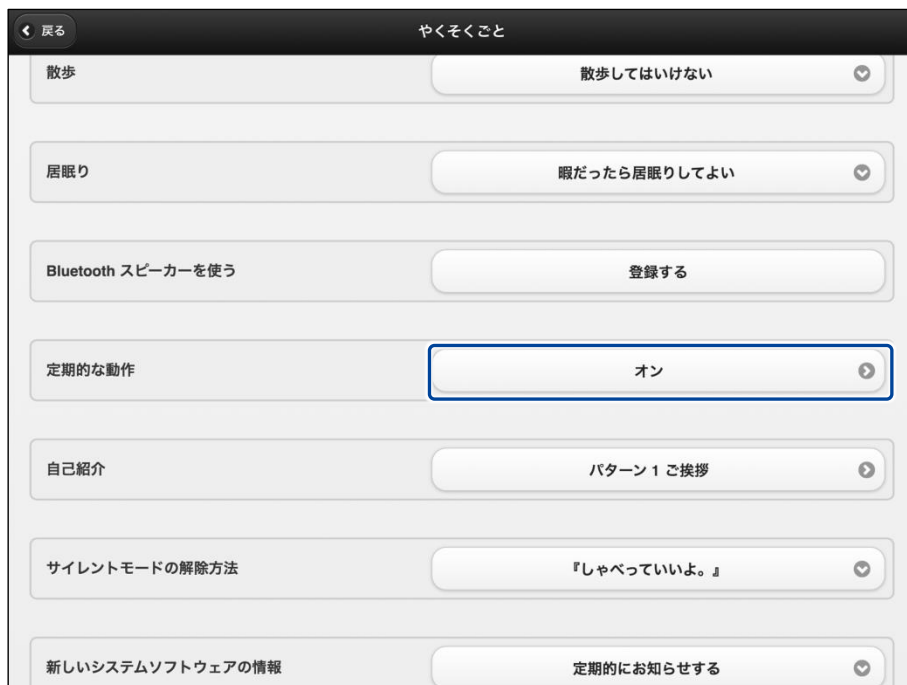 戻る
やくそくごと
散歩
散歩してはいけない
居眠り
暇だったら居眠りしてよい
Bluetooth スピーカーを使う
登録する
定期的な動作
オン
自己紹介
パターン 1 ご挨拶
サイレントモードの解除方法
『しゃべっていいよ。』
新しいシステムソフトウェアの情報
定期的にお知らせする